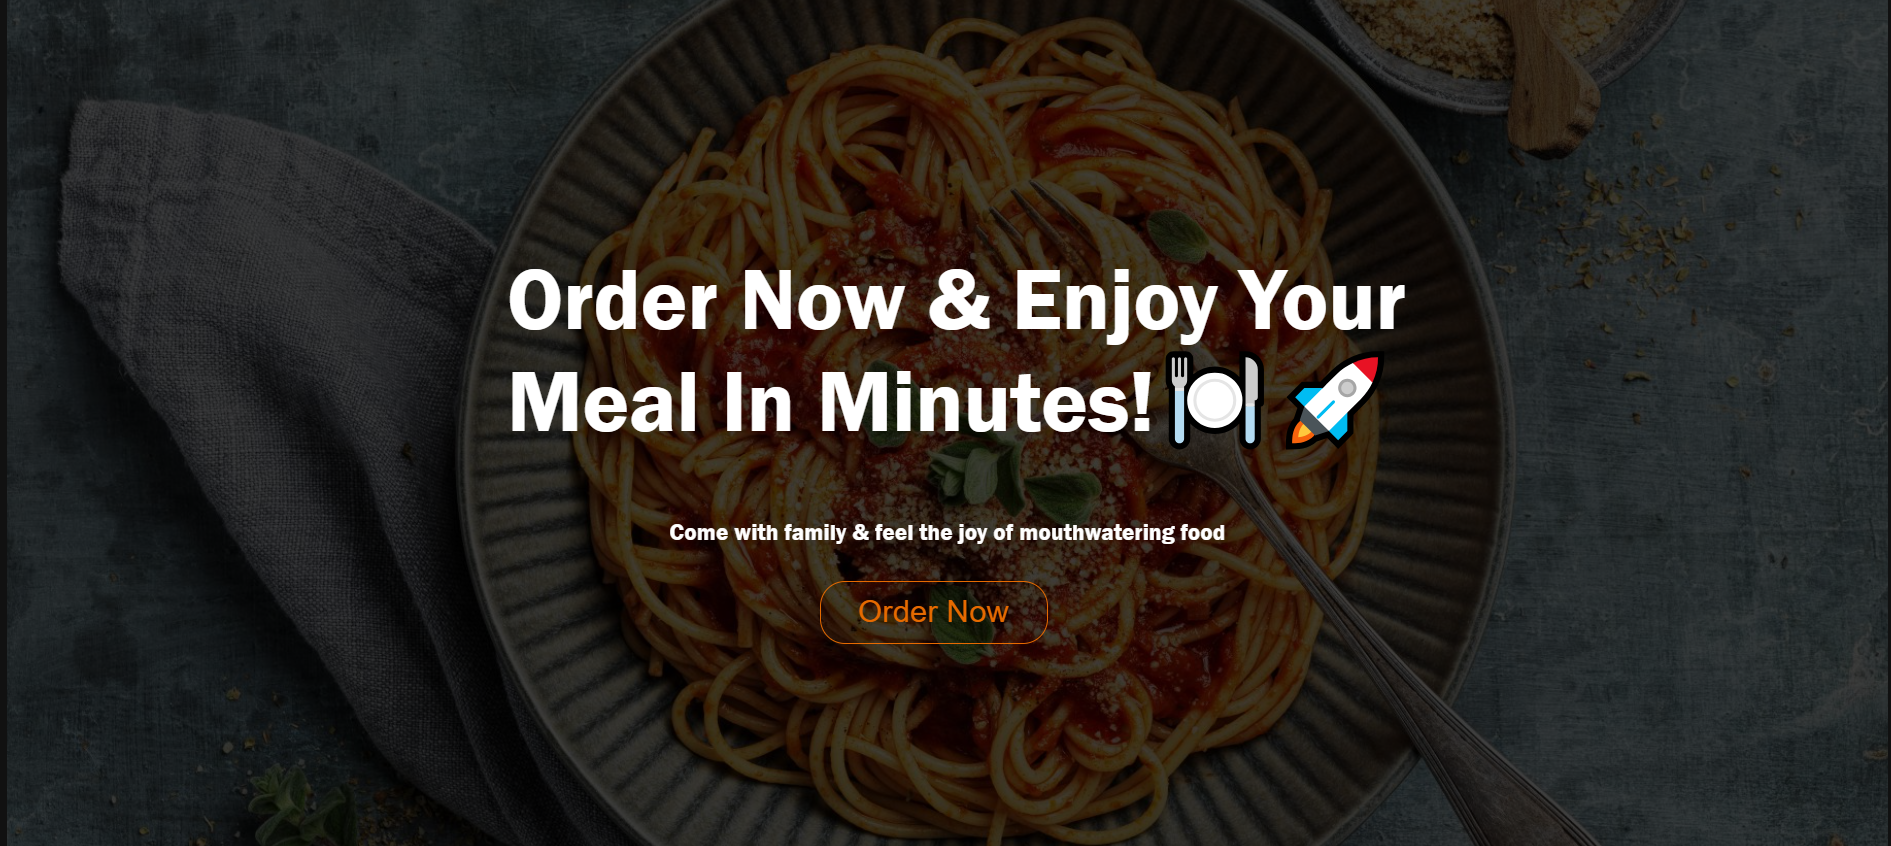 Order Now & Enjoy Your
Meal In Minutes! 🍽️ 🚀
Come with family & feel the joy of mouthwatering food
Order Now